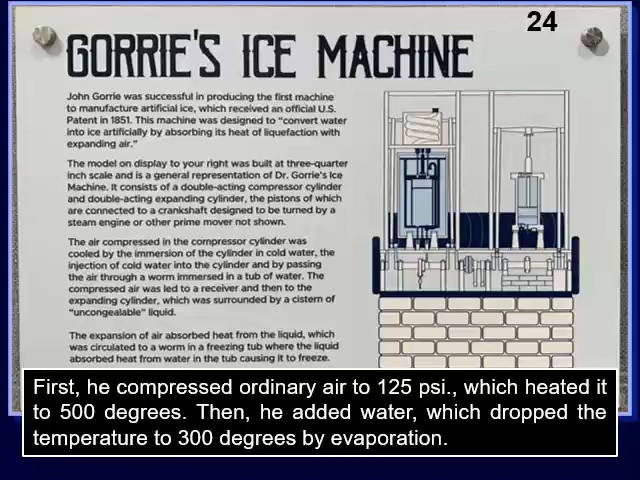 24
GORRIE'S ICE MACHINE
John Gorrie was successful in producing the first machine
to manufacture artificial ice, which received an official U.S.
Patent in 1851. This machine was designed to "convert water
into ice artificially by absorbing its heat of liquefaction with
expanding air."
The model on display to your right was built at three-quarter
inch scale and is a general representation of Dr. Gorrie's Ice
Machine. It consists of a double-acting compressor cylinder
and double-acting expanding cylinder, the pistons of which
are connected to a crankshaft designed to be turned by a
steam engine or other prime mover not shown.
The air compressed in the compressor cylinder was
cooled by the immersion of the cylinder in cold water, the
injection of cold water into the cylinder and by passing
the air through a worm immersed in a tub of water. The
compressed air was led to a receiver and then to the
expanding cylinder, which was surrounded by a cistern of
"uncongealable" liquid.
The expansion of air absorbed heat from the liquid, which
was circulated to a worm in a freezing tub where the liquid
absorbed heat from water in the tub causing it to freeze.
First, he compressed ordinary air to 125 psi., which heated it
to 500 degrees. Then, he added water, which dropped the
temperature to 300 degrees by evaporation.